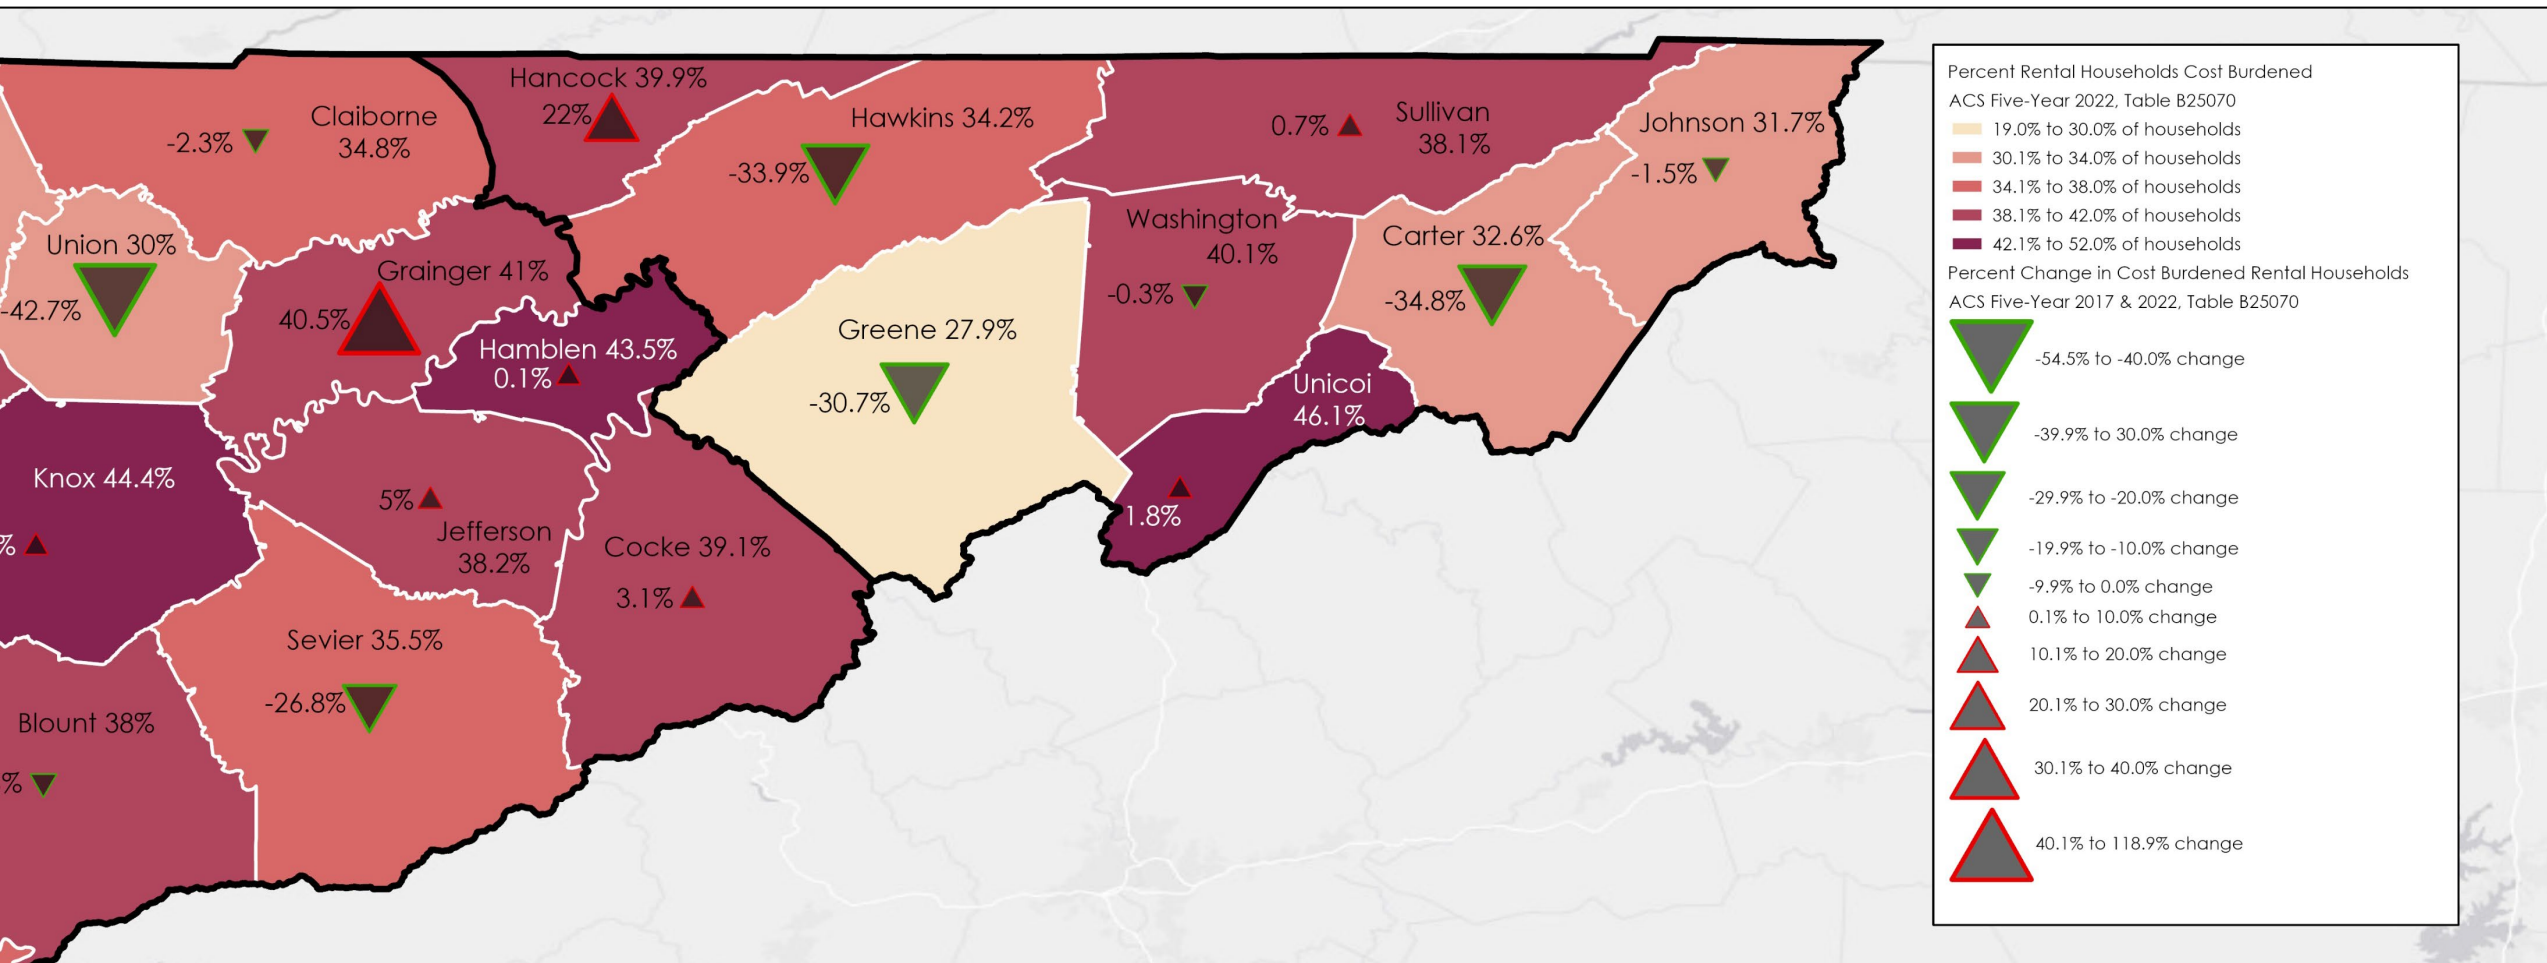 Hancock 39.9%
22%
Claiborne
34.8%
-2.3%
Hawkins 34.2%
-33.9%
Sullivan
38.1%
0.7%
Johnson 31.7%
-1.5%
Union 30%
-42.7%
Grainger 41%
40.5%
Washington
40.1%
-0.3%
Carter 32.6%
-34.8%
Hamblen 43.5%
0.1%
Greene 27.9%
-30.7%
Unicoi
46.1%
1.8%
Knox 44.4%
%
5%
Jefferson
38.2%
Cocke 39.1%
3.1%
Sevier 35.5%
-26.8%
Blount 38%
%
Percent Rental Households Cost Burdened
ACS Five-Year 2022, Table B25070
19.0% to 30.0% of households
30.1% to 34.0% of households
34.1% to 38.0% of households
38.1% to 42.0% of households
42.1% to 52.0% of households
Percent Change in Cost Burdened Rental Households
ACS Five-Year 2017 & 2022, Table B25070
-54.5% to -40.0% change
-39.9% to 30.0% change
-29.9% to -20.0% change
-19.9% to -10.0% change
-9.9% to 0.0% change
0.1% to 10.0% change
10.1% to 20.0% change
20.1% to 30.0% change
30.1% to 40.0% change
40.1% to 118.9% change